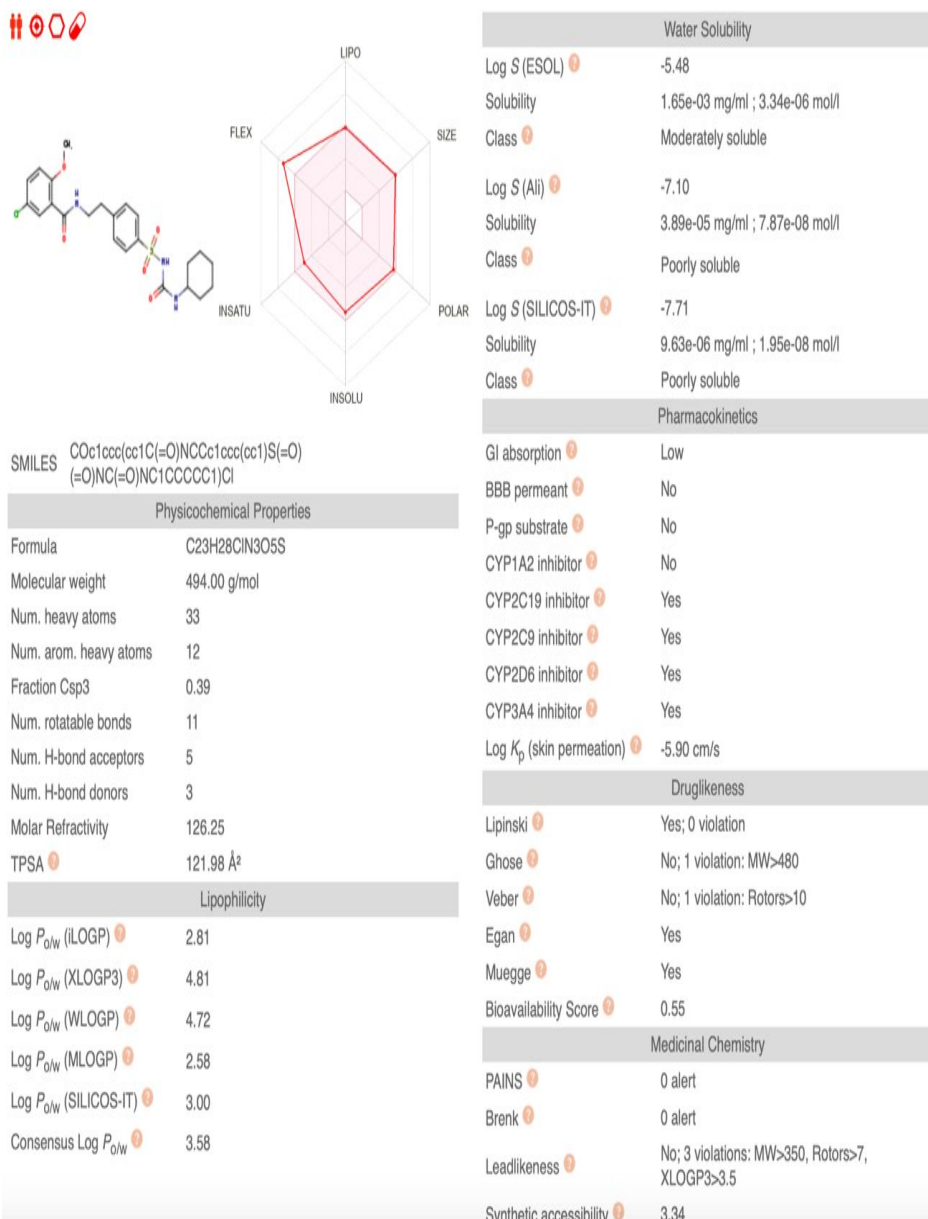 LIPO
FLEX
SIZE
INSATU
POLAR
INSOLU
SMILES COc1ccc(cc1C(=O)NCCc1ccc(cc1)S(=O)
(=O)NC(=O)NC1CCCCC1)Cl
Physicochemical Properties
Formula C23H28ClN3O5S
Molecular weight 494.00 g/mol
Num. heavy atoms 33
Num. arom. heavy atoms 12
Fraction Csp3 0.39
Num. rotatable bonds 11
Num. H-bond acceptors 5
Num. H-bond donors 3
Molar Refractivity 126.25
TPSA ? 121.98 Å²
Lipophilicity
Log Po/w (iLOGP) ? 2.81
Log Po/w (XLOGP3) ? 4.81
Log Po/w (WLOGP) ? 4.72
Log Po/w (MLOGP) ? 2.58
Log Po/w (SILICOS-IT) ? 3.00
Consensus Log Po/w ? 3.58
Water Solubility
Log S (ESOL) ? -5.48
Solubility 1.65e-03 mg/ml ; 3.34e-06 mol/l
Class ? Moderately soluble
Log S (Ali) ? -7.10
Solubility 3.89e-05 mg/ml ; 7.87e-08 mol/l
Class ? Poorly soluble
Log S (SILICOS-IT) ? -7.71
Solubility 9.63e-06 mg/ml ; 1.95e-08 mol/l
Class ? Poorly soluble
Pharmacokinetics
GI absorption ? Low
BBB permeant ? No
P-gp substrate ? No
CYP1A2 inhibitor ? No
CYP2C19 inhibitor ? Yes
CYP2C9 inhibitor ? Yes
CYP2D6 inhibitor ? Yes
CYP3A4 inhibitor ? Yes
Log Kp (skin permeation) ? -5.90 cm/s
Druglikeness
Lipinski ? Yes; 0 violation
Ghose ? No; 1 violation: MW>480
Veber ? No; 1 violation: Rotors>10
Egan ? Yes
Muegge ? Yes
Bioavailability Score ? 0.55
Medicinal Chemistry
PAINS ? 0 alert
Brenk ? 0 alert
Leadlikeness ? No; 3 violations: MW>350, Rotors>7,
XLOGP3>3.5
Synthetic accessibility ? 3.34